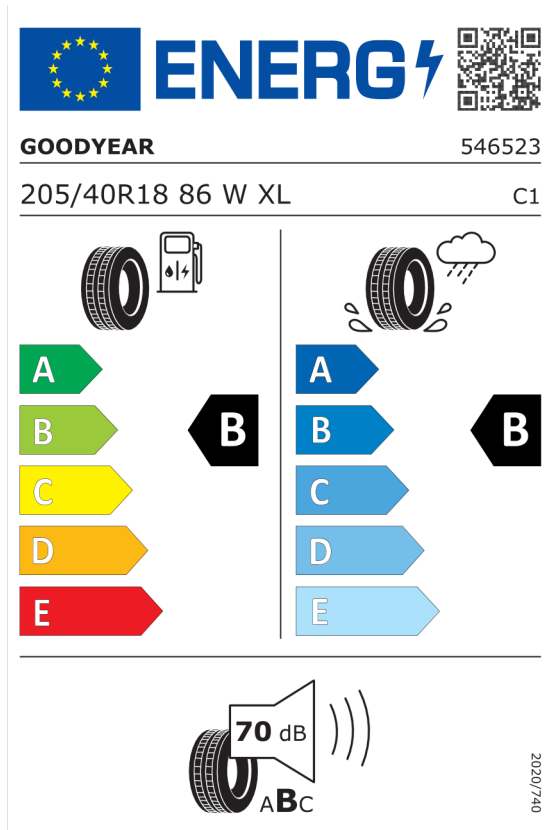 ENERG
GOODYEAR 546523
205/40R18 86 W XL C1
A A
B B B B
C C
D D
E E
70 dB
ABC
2020/740